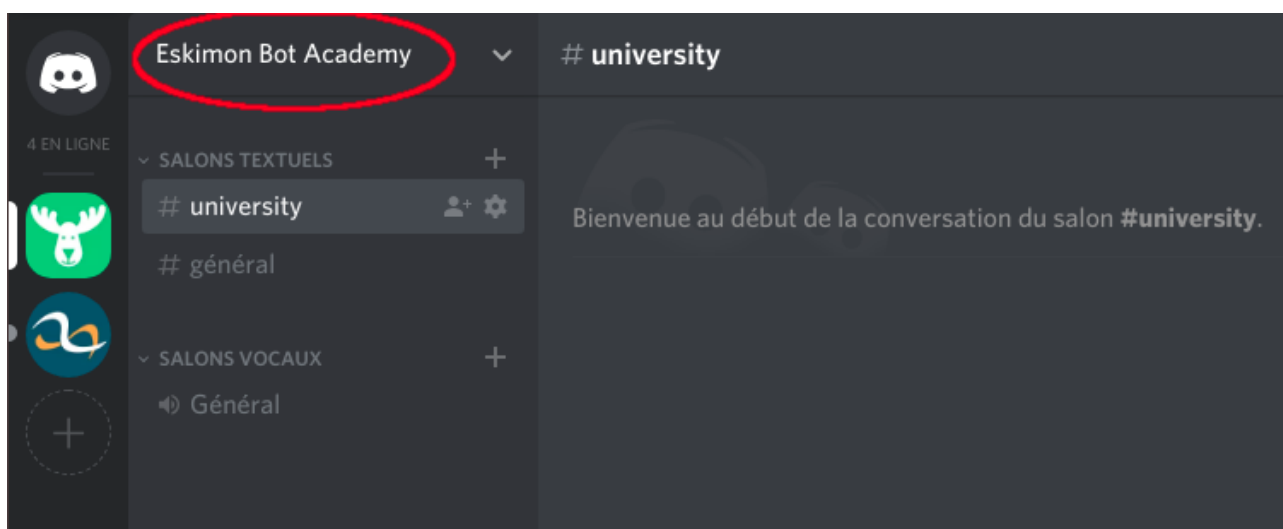 Eskimon Bot Academy
# university
4 EN LIGNE
SALONS TEXTUELS
# university
# général
SALONS VOCAUX
Général
Bienvenue au début de la conversation du salon #university.